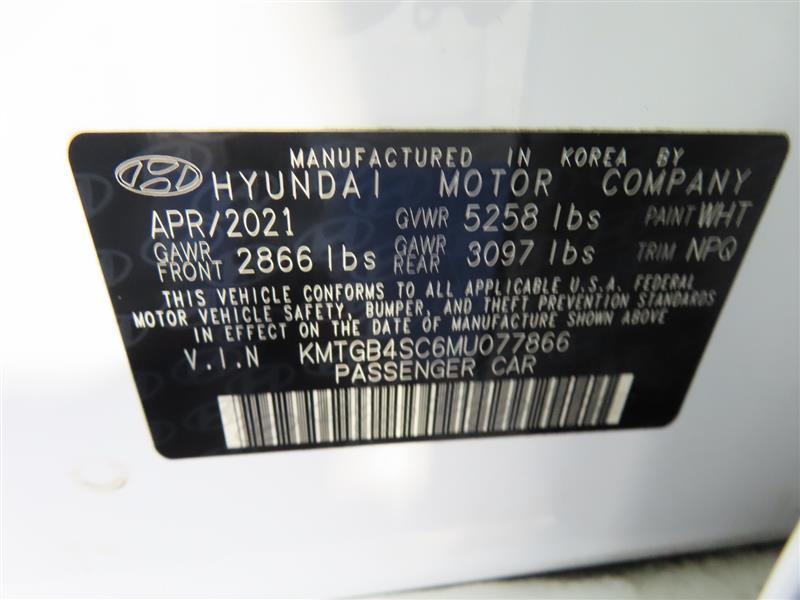 MANUFACTURED IN KOREA BY
HYUNDAI MOTOR COMPANY
APR/2021 GVWR 5258 lbs PAINT WHT
GAWR FRONT 2866 lbs GAWR REAR 3097 lbs TRIM NPQ
THIS VEHICLE CONFORMS TO ALL APPLICABLE U.S.A. FEDERAL
MOTOR VEHICLE SAFETY, BUMPER, AND THEFT PREVENTION STANDARDS
IN EFFECT ON THE DATE OF MANUFACTURE SHOWN ABOVE
V.I.N KMTGB4SC6MU077866
PASSENGER CAR